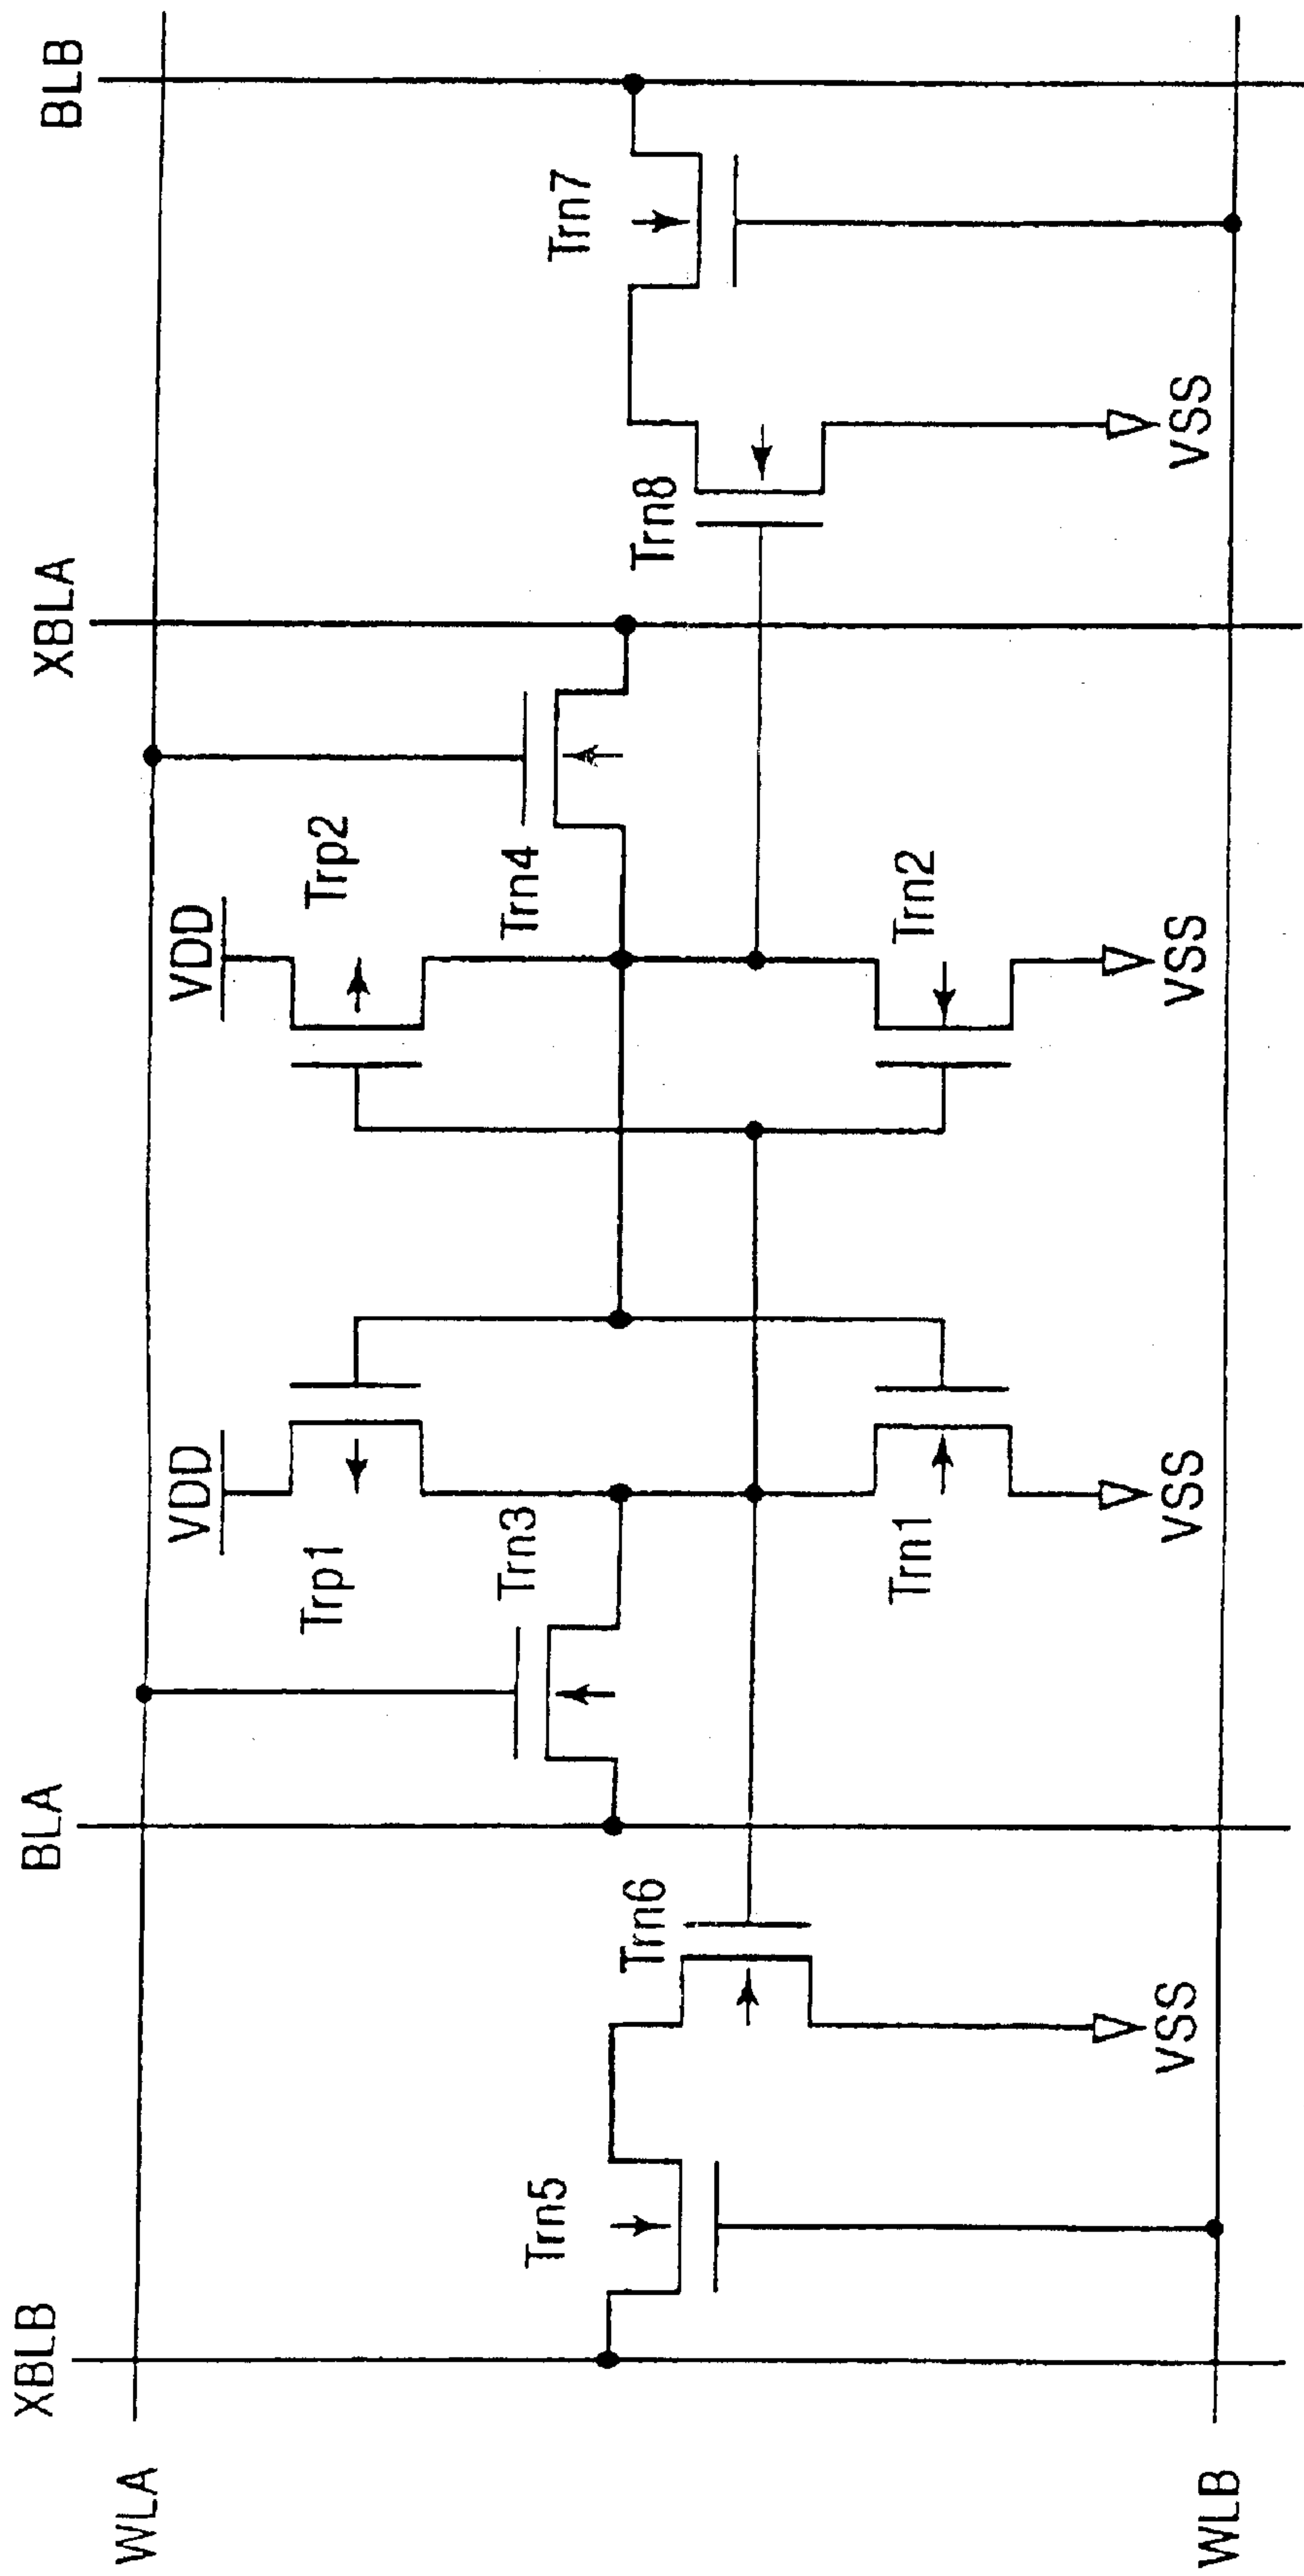 XBLB
BLA
XBLA
BLB
WLA
VDD
VDD
Trp1
Trp2
Trn3
Trn4
Trn5
Trn6
Trn8
Trn7
Trn1
Trn2
VSS
VSS
VSS
VSS
WLB